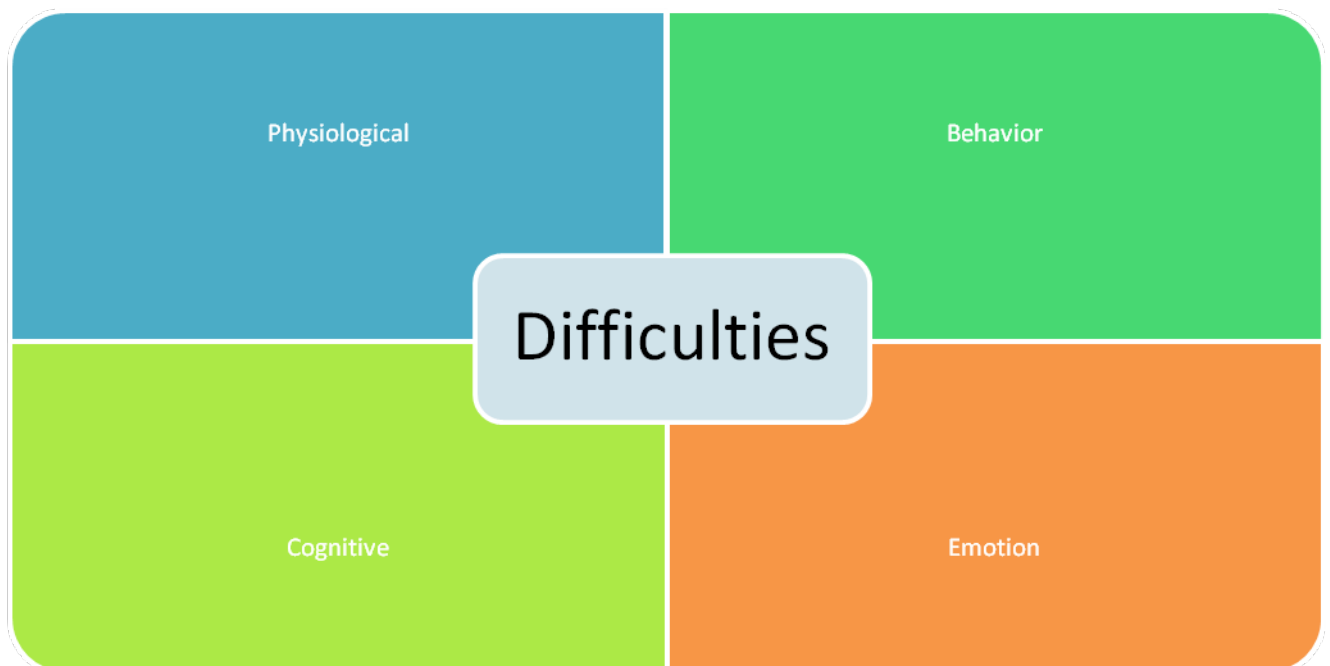 Physiological
Behavior
Difficulties
Cognitive
Emotion